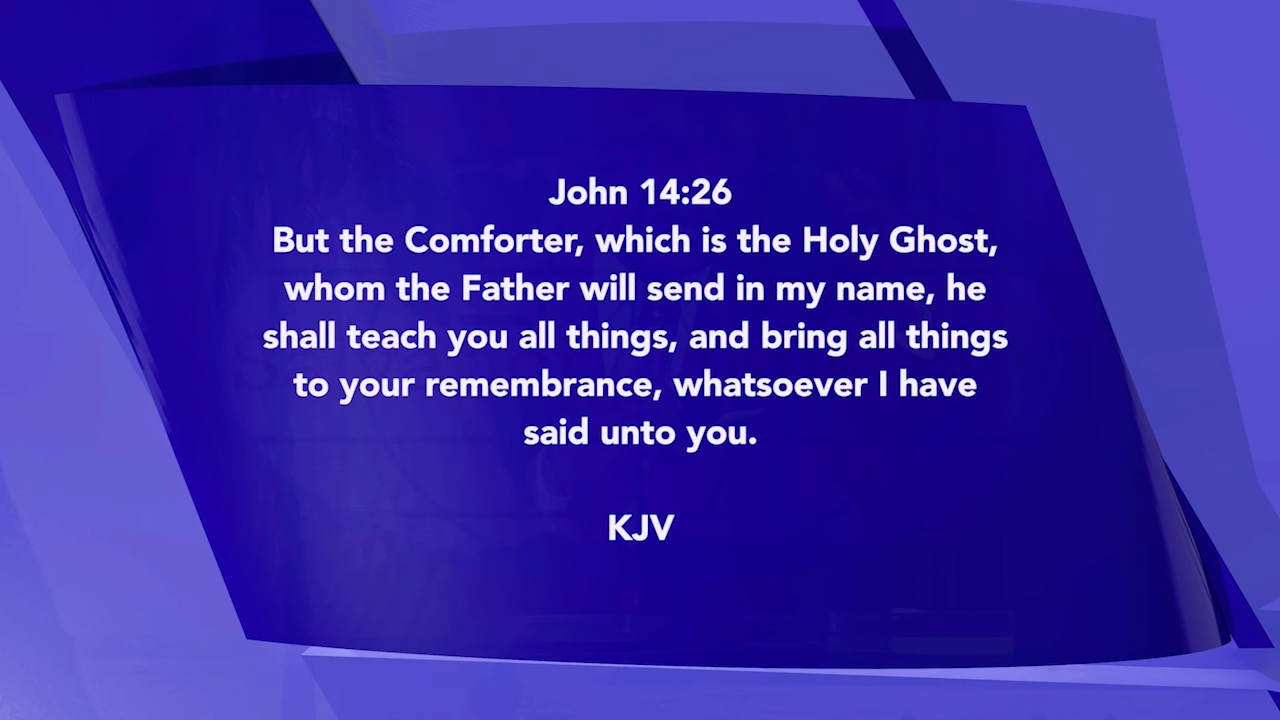 John 14:26
But the Comforter, which is the Holy Ghost,
whom the Father will send in my name, he
shall teach you all things, and bring all things
to your remembrance, whatsoever I have
said unto you.
KJV